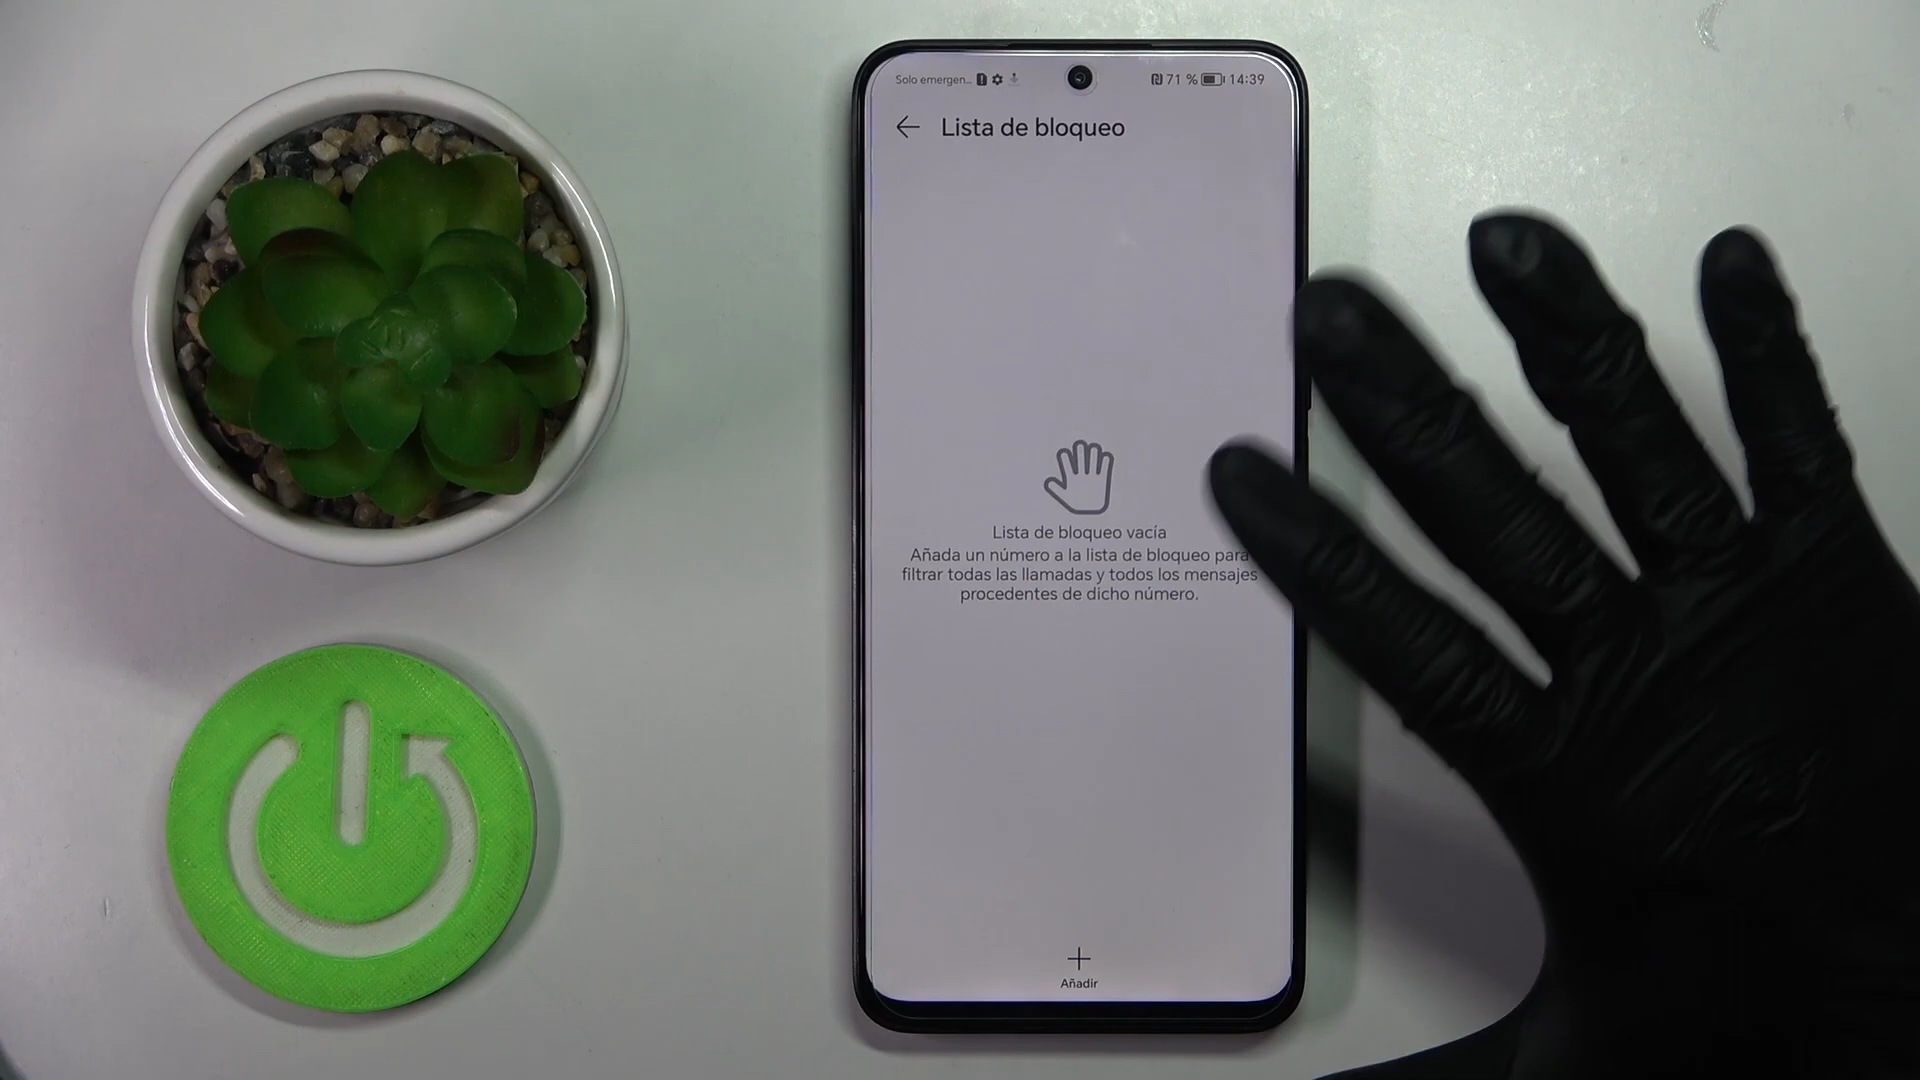 Solo emergen... 71 % 14:39
Lista de bloqueo
Lista de bloqueo vacía
Añada un número a la lista de bloqueo para
filtrar todas las llamadas y todos los mensajes
procedentes de dicho número.
Añadir